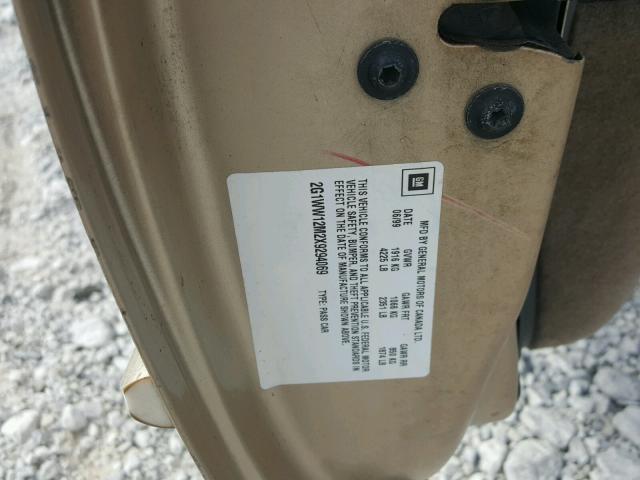 GM
MFD BY GENERAL MOTORS OF CANADA LTD.
DATE GVWR GAWR FRT GAWR RR
06/99 1916 KG 1066 KG 850 KG
4225 LB 2351 LB 1874 LB
THIS VEHICLE CONFORMS TO ALL APPLICABLE U.S. FEDERAL MOTOR
VEHICLE SAFETY, BUMPER, AND THEFT PREVENTION STANDARDS IN
EFFECT ON THE DATE OF MANUFACTURE SHOWN ABOVE.
2G1WW12M2X9294069 TYPE: PASS CAR